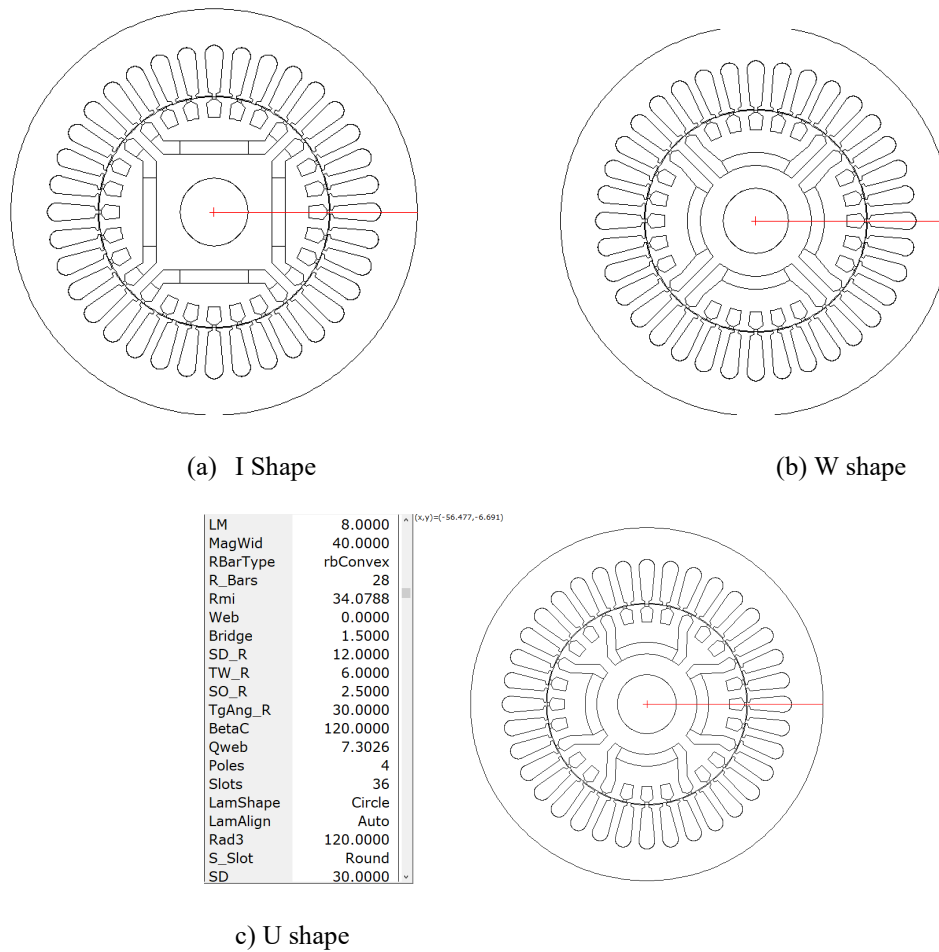 (a) I Shape
(b) W shape
LM 8.0000
MagWid 40.0000
RBarType rbConvex
R_Bars 28
Rmi 34.0788
Web 0.0000
Bridge 1.5000
SD_R 12.0000
TW_R 6.0000
SO_R 2.5000
TgAng_R 30.0000
BetaC 120.0000
Qweb 7.3026
Poles 4
Slots 36
LamShape Circle
LamAlign Auto
Rad3 120.0000
S_Slot Round
SD 30.0000
(x,y)=(-56.477,-6.691)
c) U shape